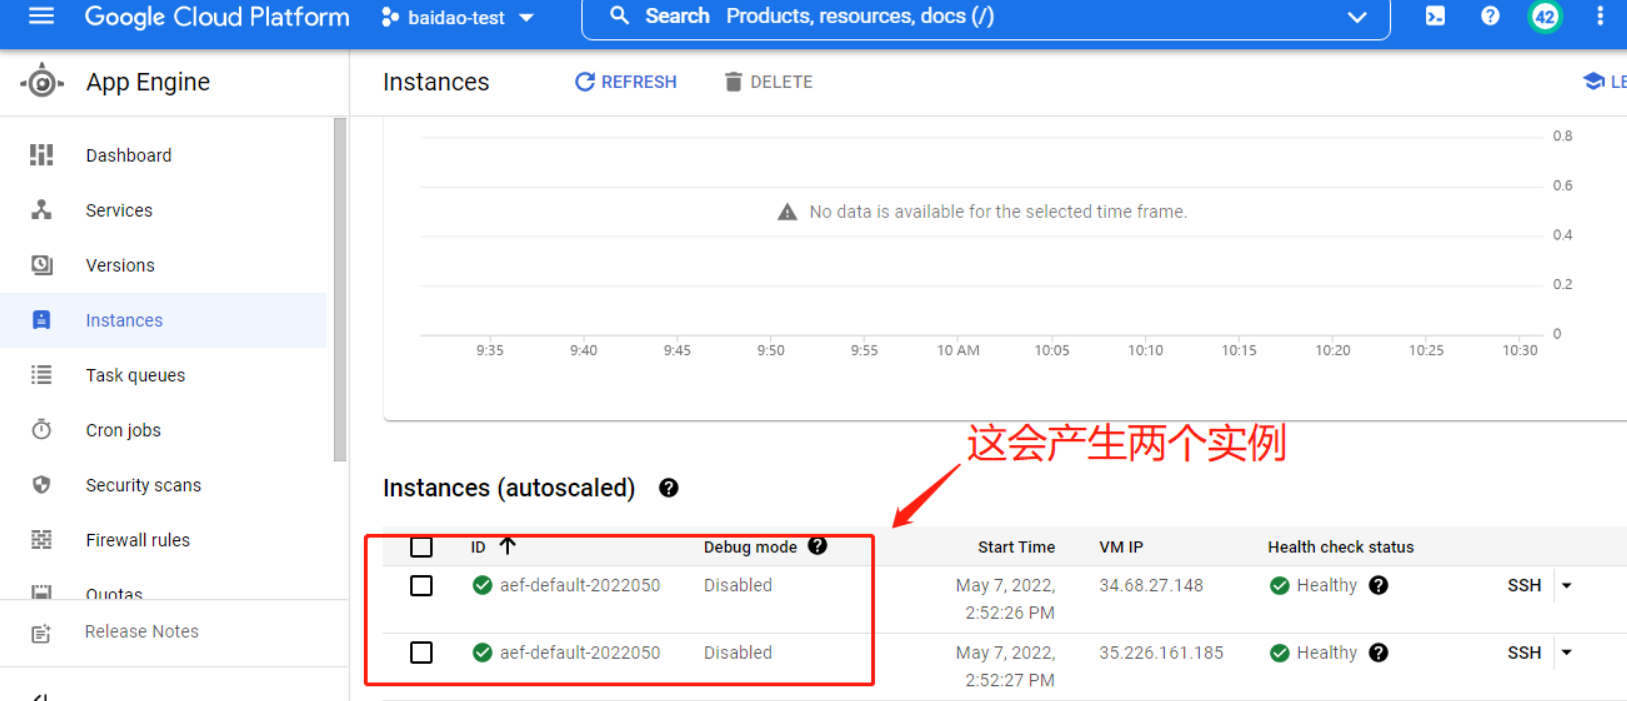 Google Cloud Platform baidao-test Search Products, resources, docs (/) 42
App Engine
Instances REFRESH DELETE LE
Dashboard
Services
Versions
Instances
Task queues
Cron jobs
Security scans
Firewall rules
Quotas
Release Notes
0.8
0.6
No data is available for the selected time frame.
0.4
0.2
0
9:35 9:40 9:45 9:50 9:55 10 AM 10:05 10:10 10:15 10:20 10:25 10:30
这会产生两个实例
Instances (autoscaled)
ID Debug mode Start Time VM IP Health check status
aef-default-2022050 Disabled May 7, 2022, 34.68.27.148 Healthy SSH
2:52:26 PM
aef-default-2022050 Disabled May 7, 2022, 35.226.161.185 Healthy SSH
2:52:27 PM